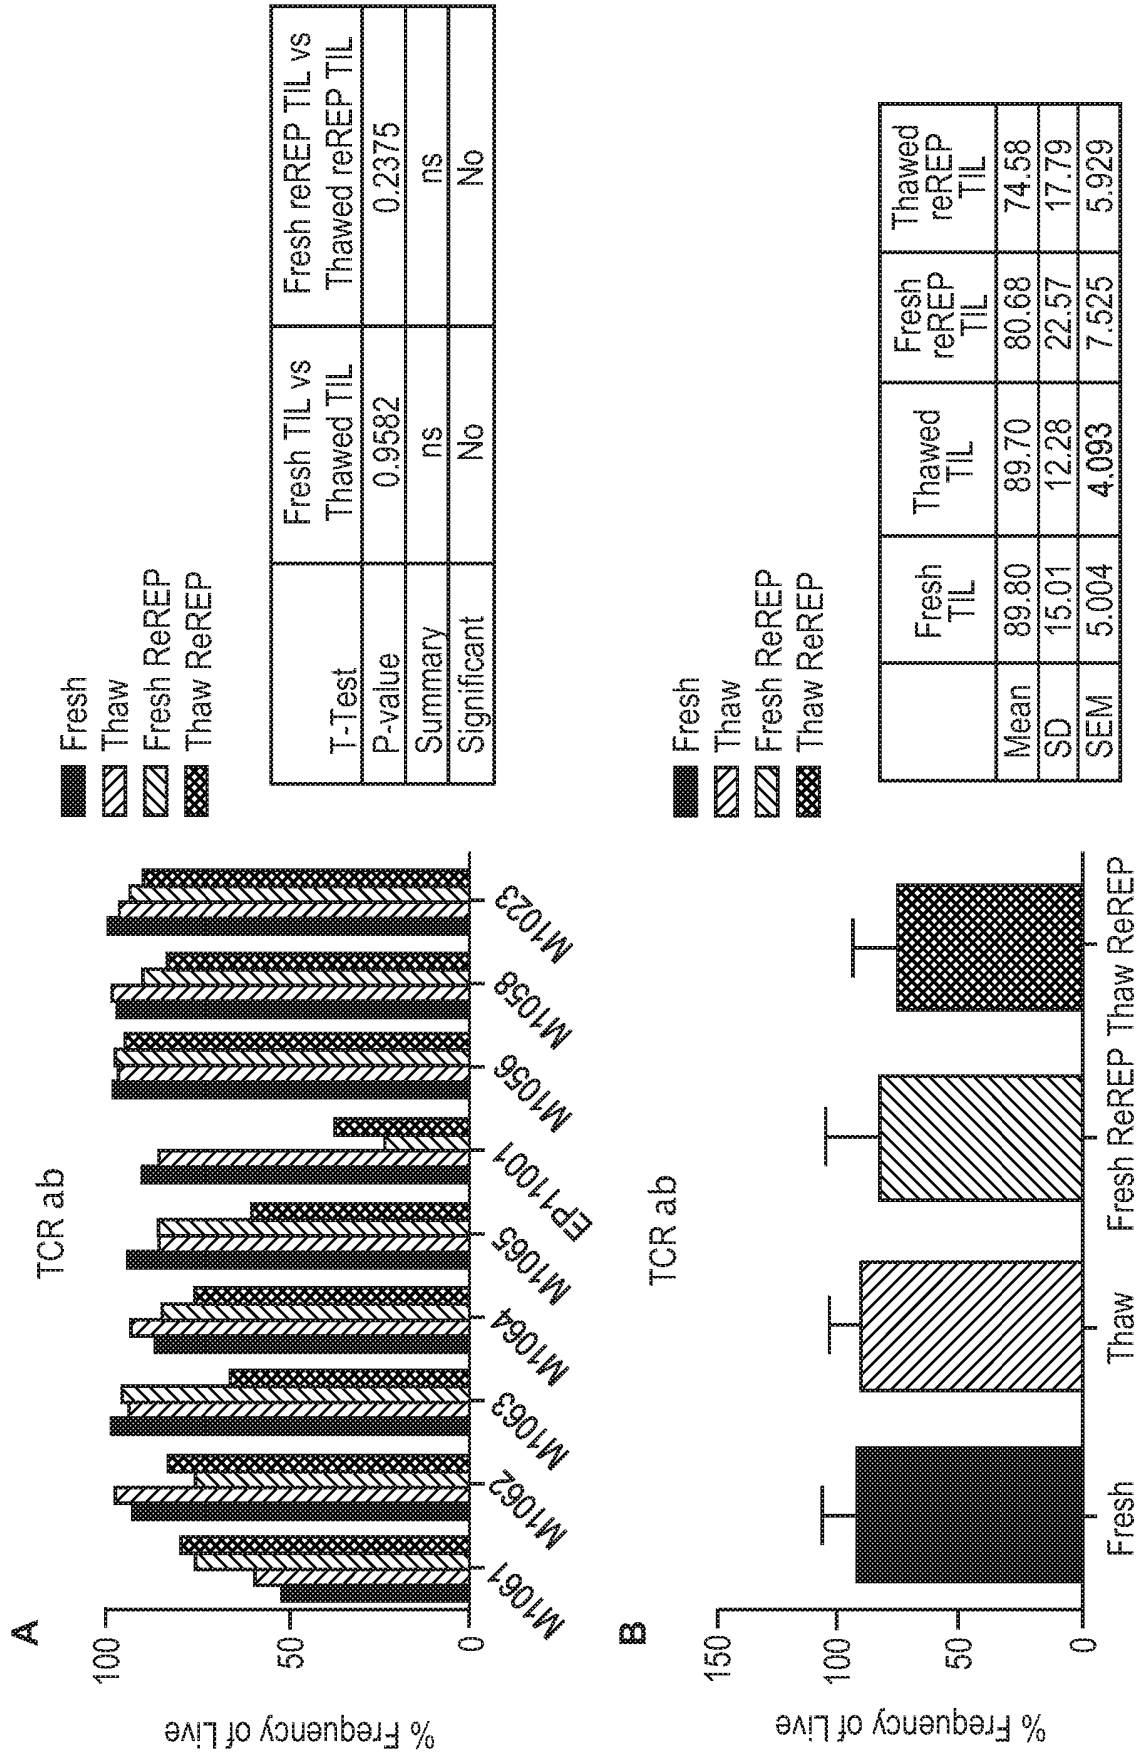 A
TCR ab
% Frequency of Live
100
50
0
M1061
M1062
M1063
M1064
M1065
EP11001
M1056
M1058
M1023
Fresh
Thaw
Fresh ReREP
Thaw ReREP
T-Test
Fresh TIL vs
Thawed TIL
Fresh reREP TIL vs
Thawed reREP TIL
P-value 0.9582 0.2375
Summary ns ns
Significant No No
B
TCR ab
% Frequency of Live
150
100
50
0
Fresh
Thaw
Fresh ReREP
Thaw ReREP
Fresh
Thaw
Fresh ReREP
Thaw ReREP
Fresh
TIL
Thawed
TIL
Fresh
reREP
TIL
Thawed
reREP
TIL
Mean 89.80 89.70 80.68 74.58
SD 15.01 12.28 22.57 17.79
SEM 5.004 4.093 7.525 5.929